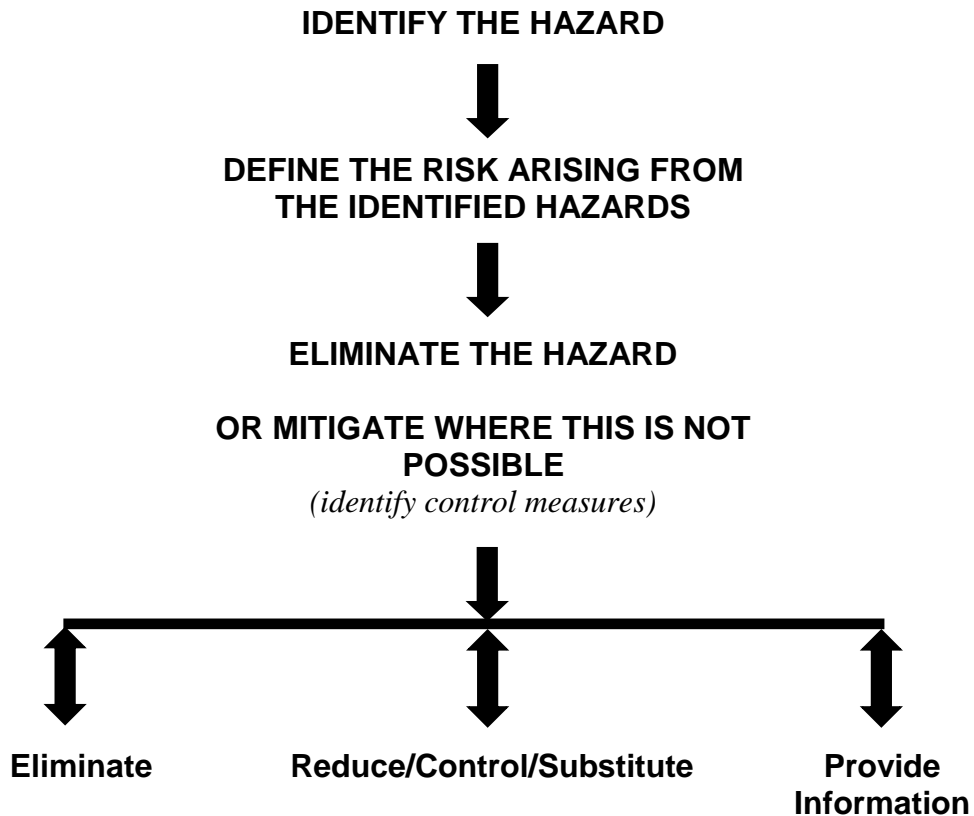 IDENTIFY THE HAZARD
DEFINE THE RISK ARISING FROM
THE IDENTIFIED HAZARDS
ELIMINATE THE HAZARD
OR MITIGATE WHERE THIS IS NOT
POSSIBLE
(identify control measures)
Eliminate
Reduce/Control/Substitute
Provide
Information